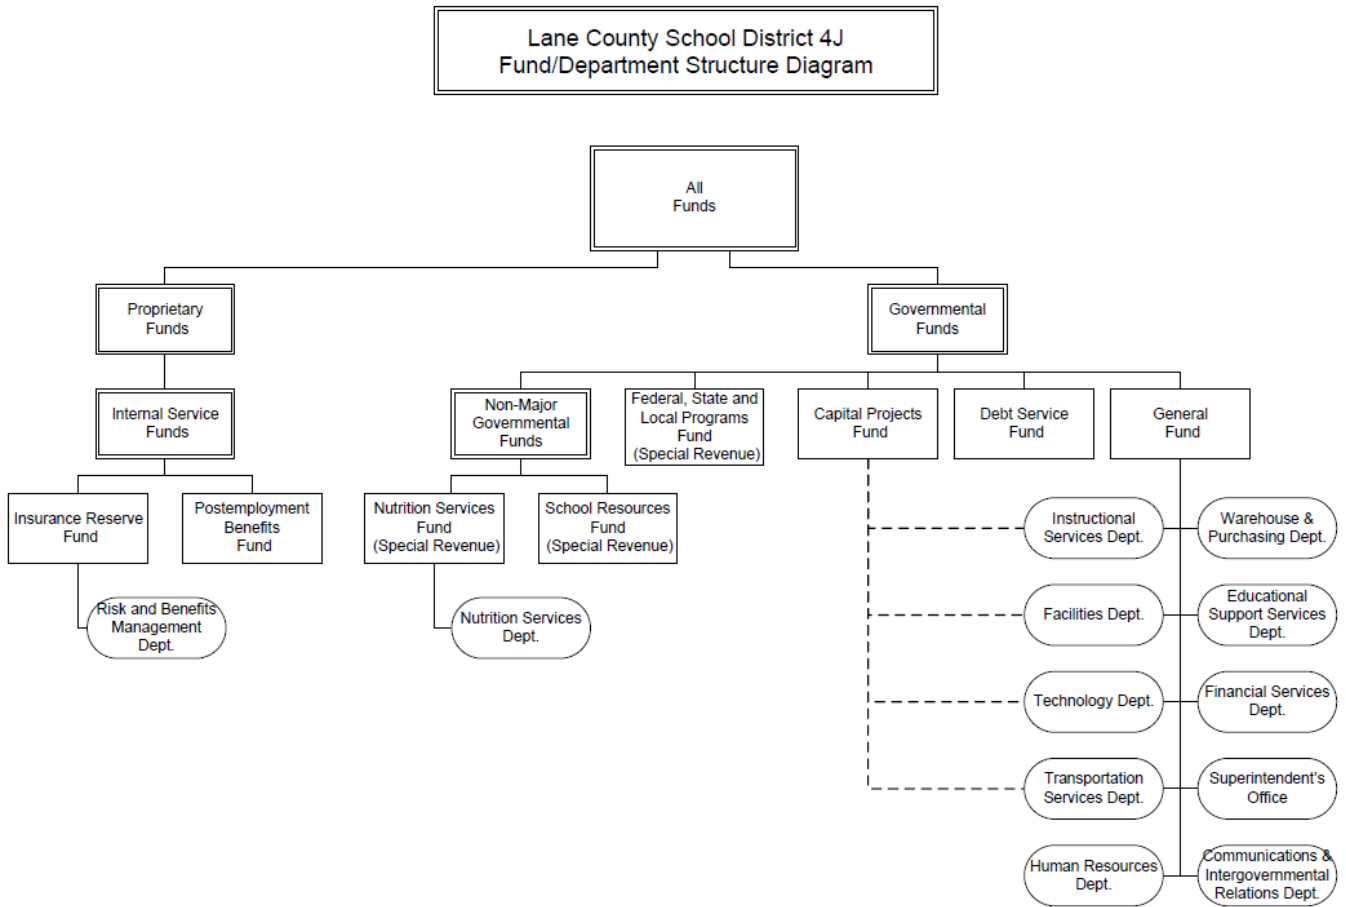 Lane County School District 4J
Fund/Department Structure Diagram
All
Funds
Proprietary
Funds
Governmental
Funds
Internal Service
Funds
Non-Major
Governmental
Funds
Federal, State and
Local Programs
Fund
(Special Revenue)
Capital Projects
Fund
Debt Service
Fund
General
Fund
Insurance Reserve
Fund
Postemployment
Benefits
Fund
Nutrition Services
Fund
(Special Revenue)
School Resources
Fund
(Special Revenue)
Instructional
Services Dept.
Warehouse &
Purchasing Dept.
Risk and Benefits
Management
Dept.
Nutrition Services
Dept.
Facilities Dept.
Educational
Support Services
Dept.
Technology Dept.
Financial Services
Dept.
Transportation
Services Dept.
Superintendent's
Office
Human Resources
Dept.
Communications &
Intergovernmental
Relations Dept.